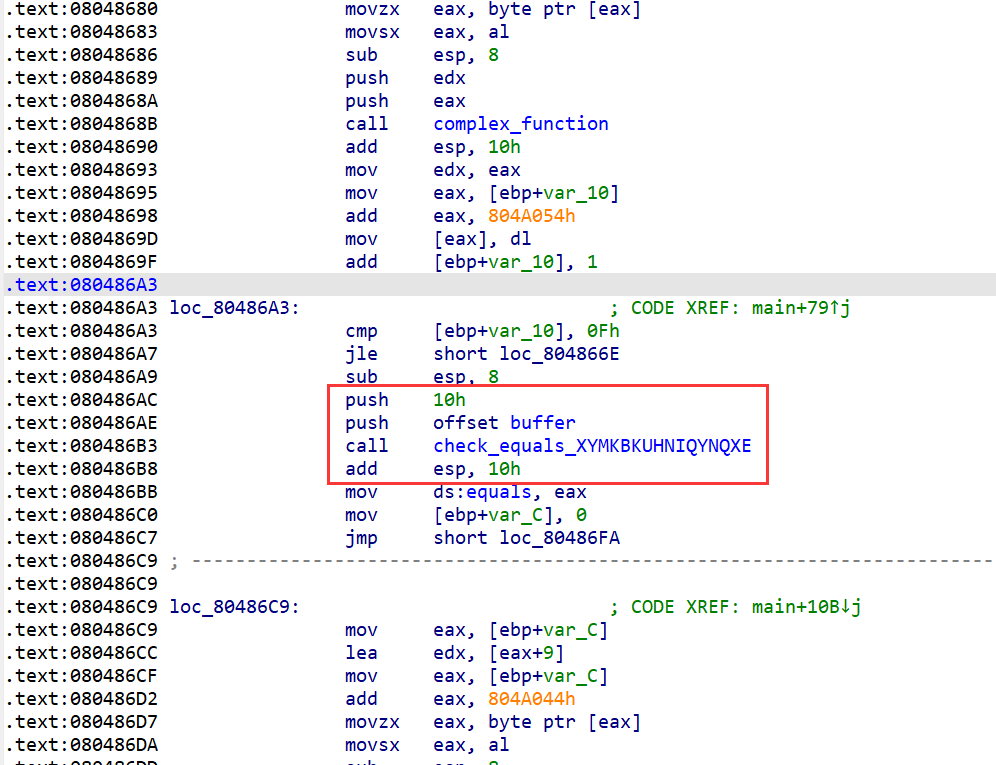 .text:08048680 movzx eax, byte ptr [eax]
.text:08048683 movsx eax, al
.text:08048686 sub esp, 8
.text:08048689 push edx
.text:0804868A push eax
.text:0804868B call complex_function
.text:08048690 add esp, 10h
.text:08048693 mov edx, eax
.text:08048695 mov eax, [ebp+var_10]
.text:08048698 add eax, 804A054h
.text:0804869D mov [eax], dl
.text:0804869F add [ebp+var_10], 1
.text:080486A3
.text:080486A3 loc_80486A3: ; CODE XREF: main+79↑j
.text:080486A3 cmp [ebp+var_10], 0Fh
.text:080486A7 jle short loc_804866E
.text:080486A9 sub esp, 8
.text:080486AC push 10h
.text:080486AE push offset buffer
.text:080486B3 call check_equals_XYMKBKUHNIQYNQXE
.text:080486B8 add esp, 10h
.text:080486BB mov ds:equals, eax
.text:080486C0 mov [ebp+var_C], 0
.text:080486C7 jmp short loc_80486FA
.text:080486C9 ; ---------------------------------------------------------------------------
.text:080486C9
.text:080486C9 loc_80486C9: ; CODE XREF: main+10B↓j
.text:080486C9 mov eax, [ebp+var_C]
.text:080486CC lea edx, [eax+9]
.text:080486CF mov eax, [ebp+var_C]
.text:080486D2 add eax, 804A044h
.text:080486D7 movzx eax, byte ptr [eax]
.text:080486DA movsx eax, al